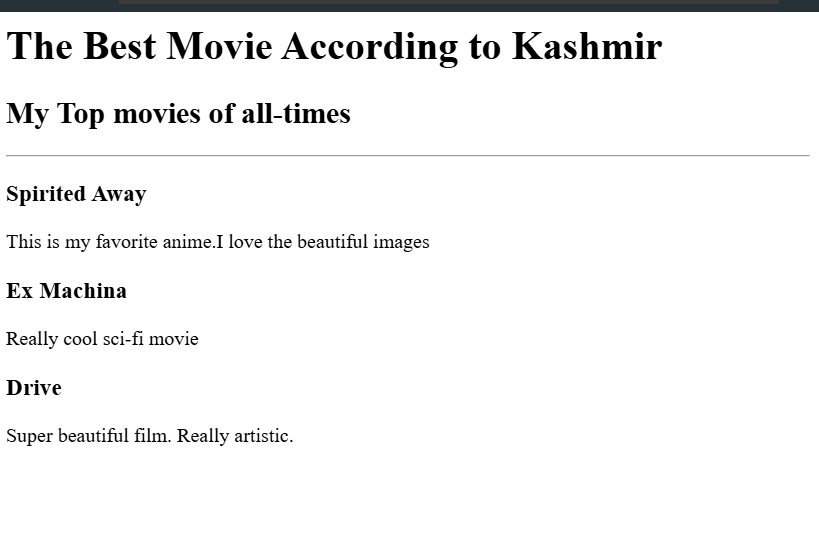 The Best Movie According to Kashmir
My Top movies of all-times
Spirited Away
This is my favorite anime.I love the beautiful images
Ex Machina
Really cool sci-fi movie
Drive
Super beautiful film. Really artistic.